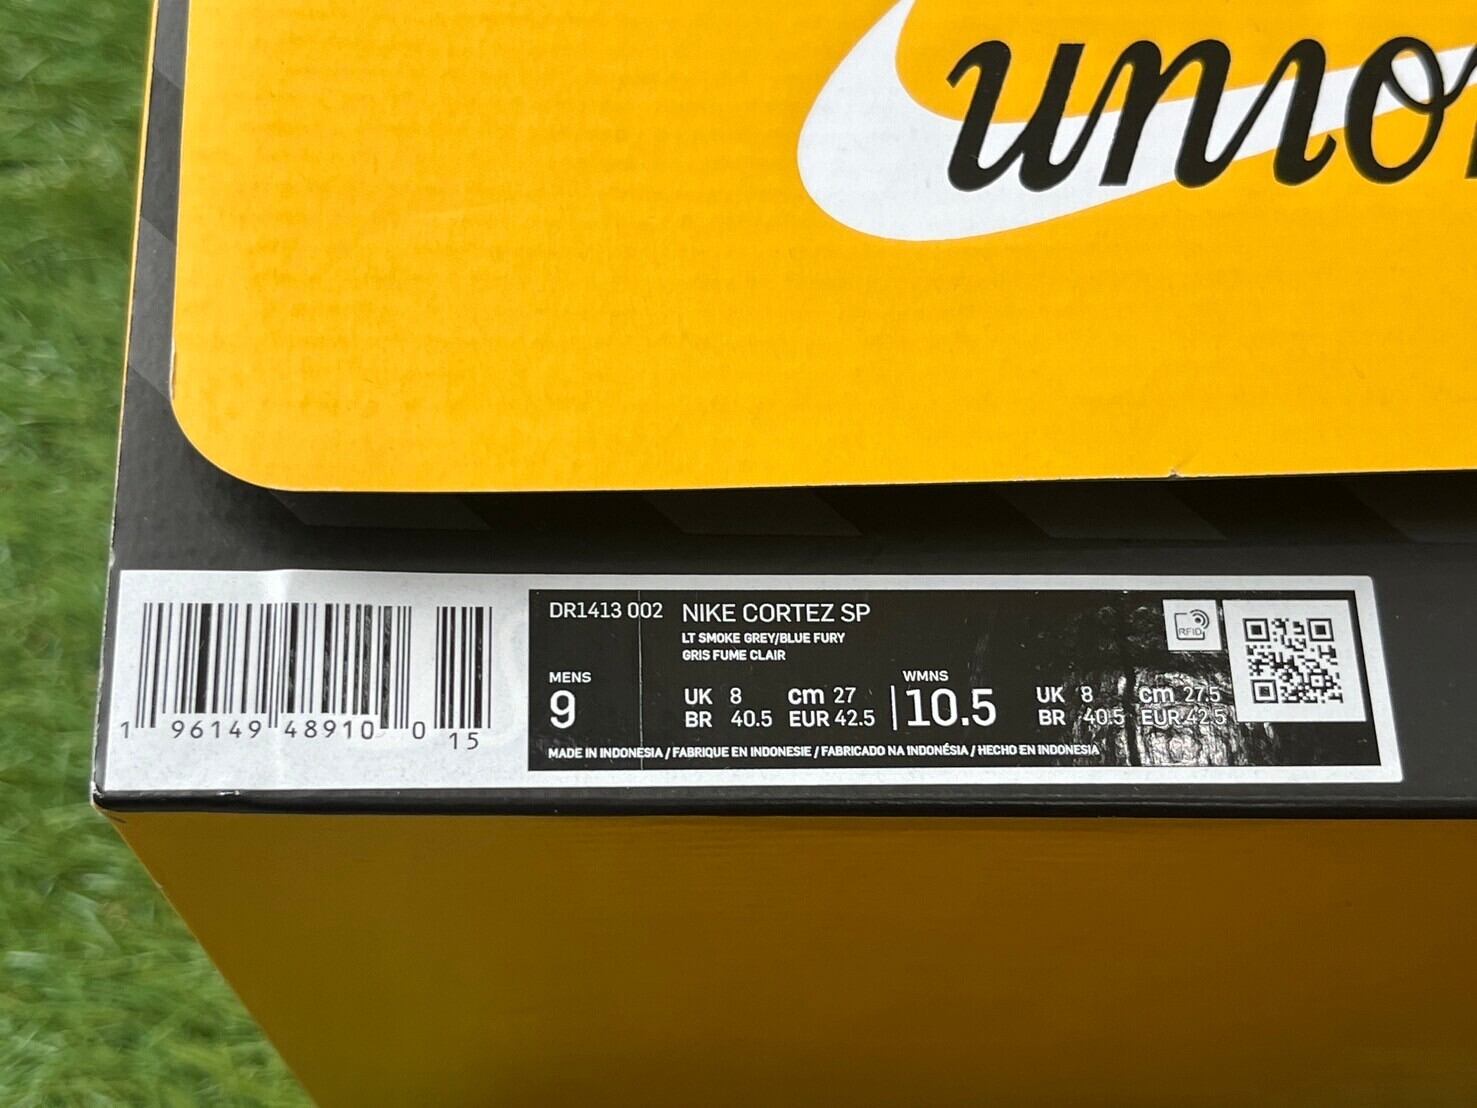 union
DR1413 002 NIKE CORTEZ SP
LT SMOKE GREY/BLUE FURY
GRIS FUME CLAIR
RFID
MENS
9
UK 8 cm 27
BR 40.5 EUR 42.5
WMNS
10.5
UK 8 cm 27.5
BR 40.5 EUR 42.5
MADE IN INDONESIA / FABRIQUE EN INDONESIE / FABRICADO NA INDONÉSIA / HECHO EN INDONESIA
1 96149 48910 0 15